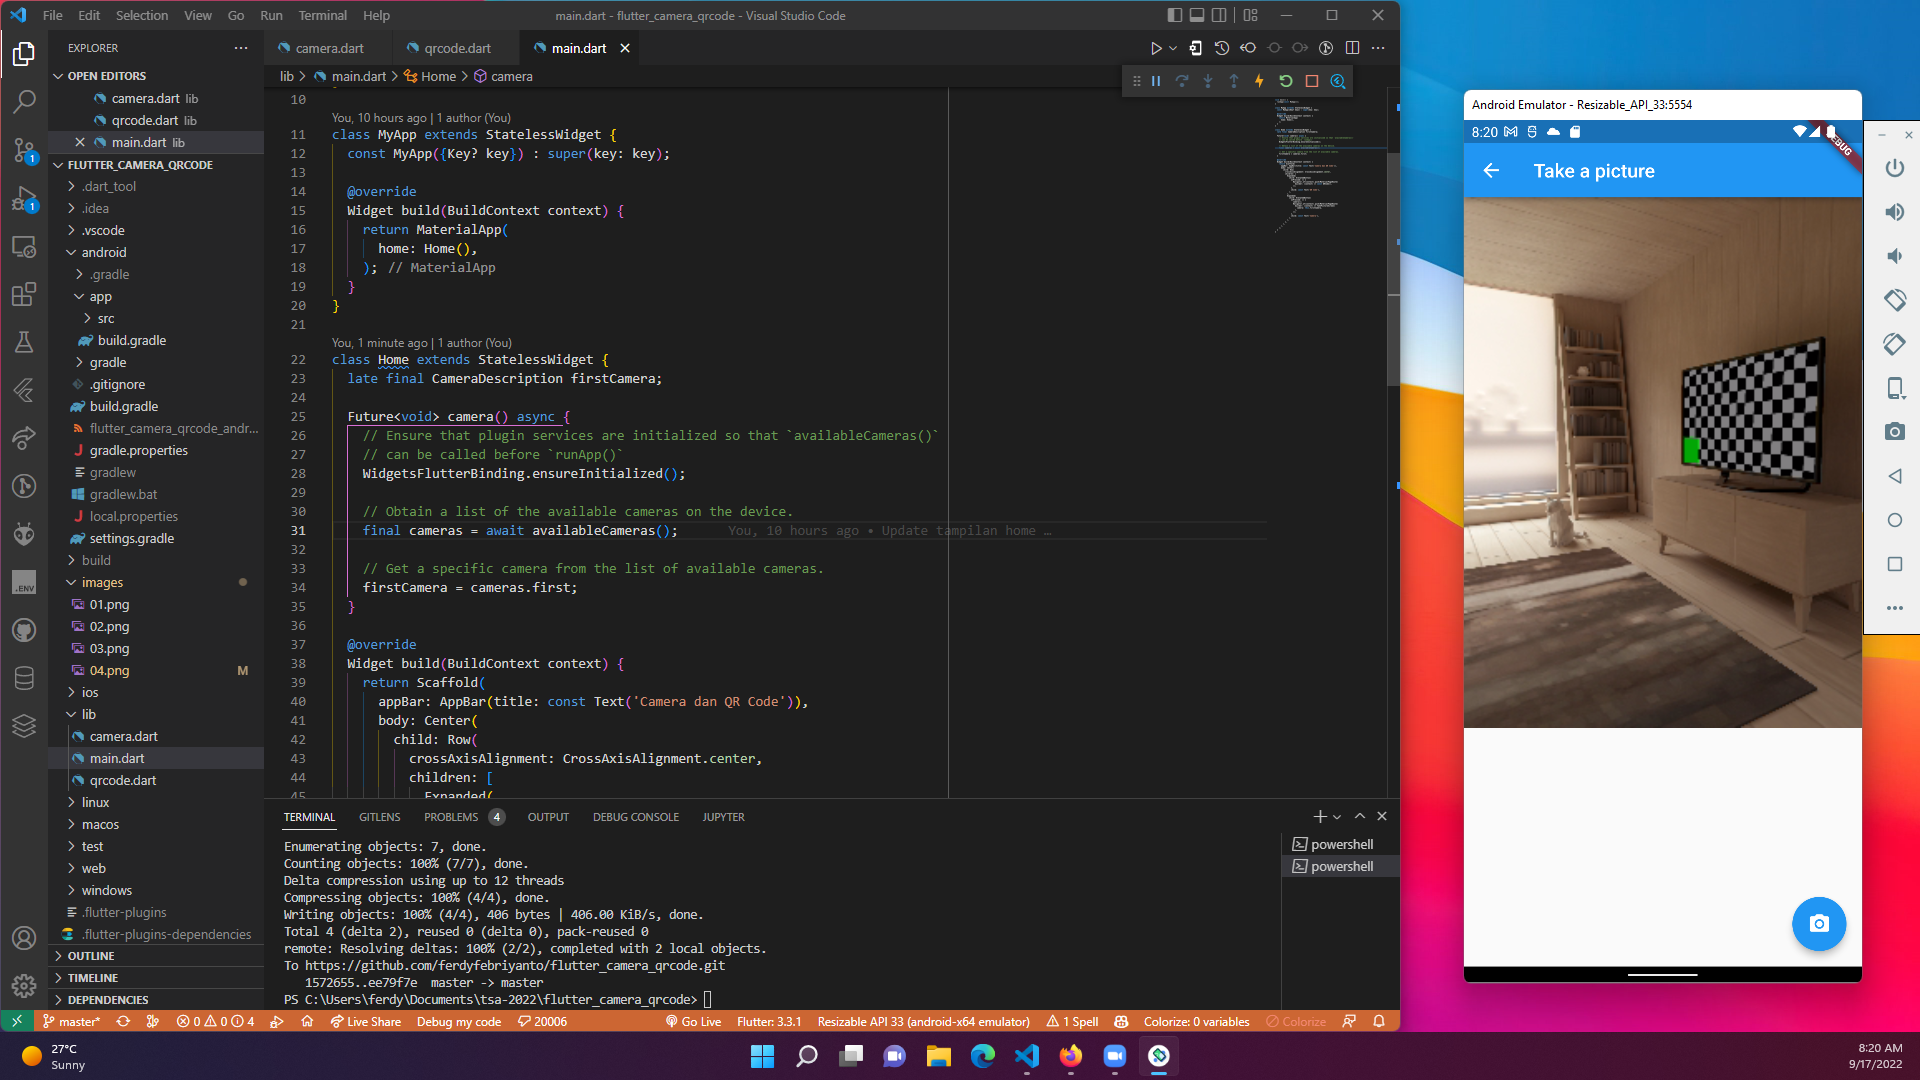 File Edit Selection View Go Run Terminal Help
main.dart - flutter_camera_qrcode - Visual Studio Code
EXPLORER
OPEN EDITORS
camera.dart lib
qrcode.dart lib
main.dart lib
FLUTTER_CAMERA_QRCODE
.dart_tool
.idea
.vscode
android
.gradle
app
src
build.gradle
gradle
.gitignore
build.gradle
flutter_camera_qrcode_andr...
gradle.properties
gradlew
gradlew.bat
local.properties
settings.gradle
build
images
01.png
02.png
03.png
04.png M
ios
lib
camera.dart
main.dart
qrcode.dart
linux
macos
test
web
windows
.flutter-plugins
.flutter-plugins-dependencies
OUTLINE
TIMELINE
DEPENDENCIES
1
1
.ENV
camera.dart
qrcode.dart
main.dart
lib > main.dart > Home > camera
10
You, 10 hours ago | 1 author (You)
11 class MyApp extends StatelessWidget {
12 const MyApp({Key? key}) : super(key: key);
13
14 @override
15 Widget build(BuildContext context) {
16 return MaterialApp(
17 home: Home(),
18 ); // MaterialApp
19 }
20 }
21
You, 1 minute ago | 1 author (You)
22 class Home extends StatelessWidget {
23 late final CameraDescription firstCamera;
24
25 Future<void> camera() async {
26 // Ensure that plugin services are initialized so that `availableCameras()`
27 // can be called before `runApp()`
28 WidgetsFlutterBinding.ensureInitialized();
29
30 // Obtain a list of the available cameras on the device.
31 final cameras = await availableCameras(); You, 10 hours ago • Update tampilan home …
32
33 // Get a specific camera from the list of available cameras.
34 firstCamera = cameras.first;
35 }
36
37 @override
38 Widget build(BuildContext context) {
39 return Scaffold(
40 appBar: AppBar(title: const Text('Camera dan QR Code')),
41 body: Center(
42 child: Row(
43 crossAxisAlignment: CrossAxisAlignment.center,
44 children: [
45 Expanded(
TERMINAL GITLENS PROBLEMS 4 OUTPUT DEBUG CONSOLE JUPYTER
Enumerating objects: 7, done.
Counting objects: 100% (7/7), done.
Delta compression using up to 12 threads
Compressing objects: 100% (4/4), done.
Writing objects: 100% (4/4), 406 bytes | 406.00 KiB/s, done.
Total 4 (delta 2), reused 0 (delta 0), pack-reused 0
remote: Resolving deltas: 100% (2/2), completed with 2 local objects.
To https://github.com/ferdyfebriyanto/flutter_camera_qrcode.git
1572655..ee79f7e master -> master
PS C:\Users\ferdy\Documents\tsa-2022\flutter_camera_qrcode>
powershell
powershell
master* 0 0 4 Live Share Debug my code 20006 Go Live Flutter: 3.3.1 Resizable API 33 (android-x64 emulator) 1 Spell Colorize: 0 variables Colorize
Android Emulator - Resizable_API_33:5554
8:20
DEBUG
Take a picture
27°C
Sunny
8:20 AM
9/17/2022